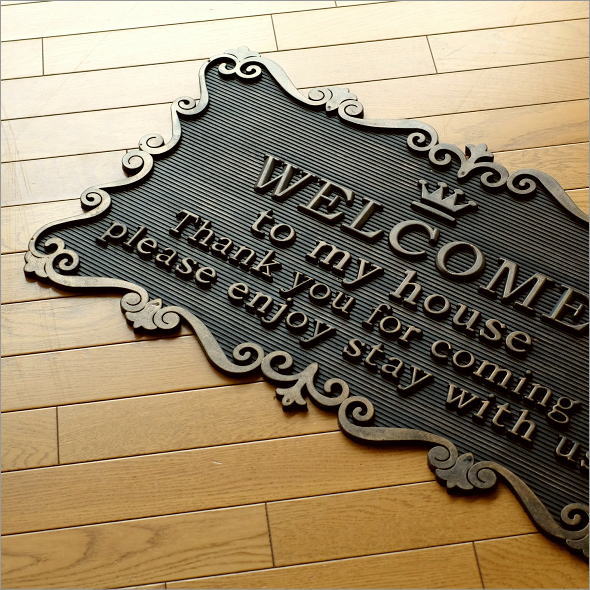 WELCOME
to my house
Thank you for coming
please enjoy stay with us